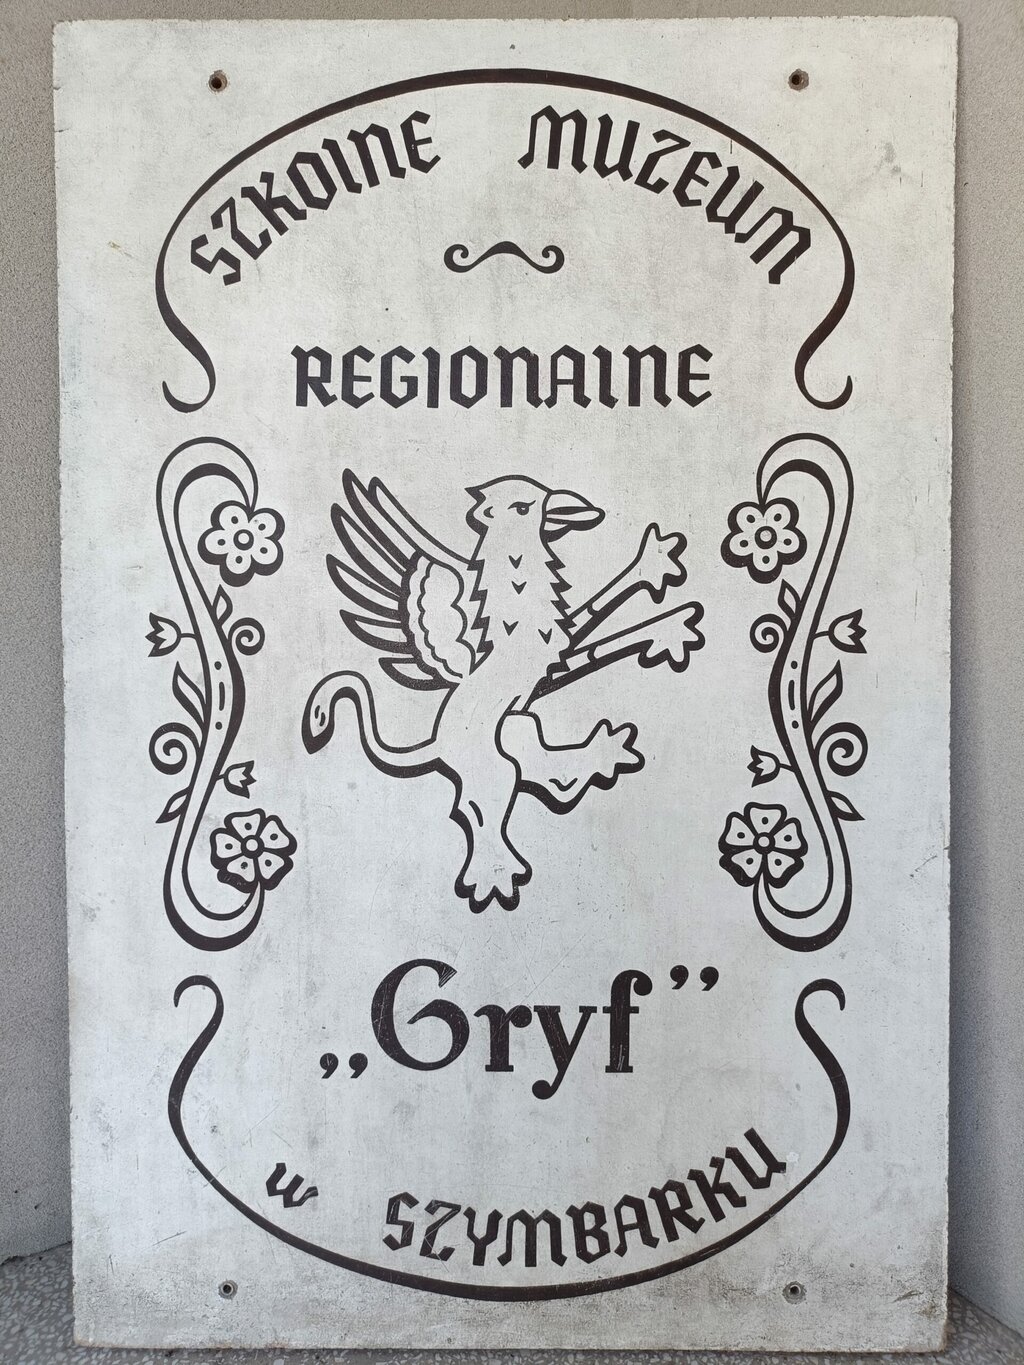 SZKOlNE MUZEUM
REGIONAlNE
„Gryf”
w SZYMBARKU